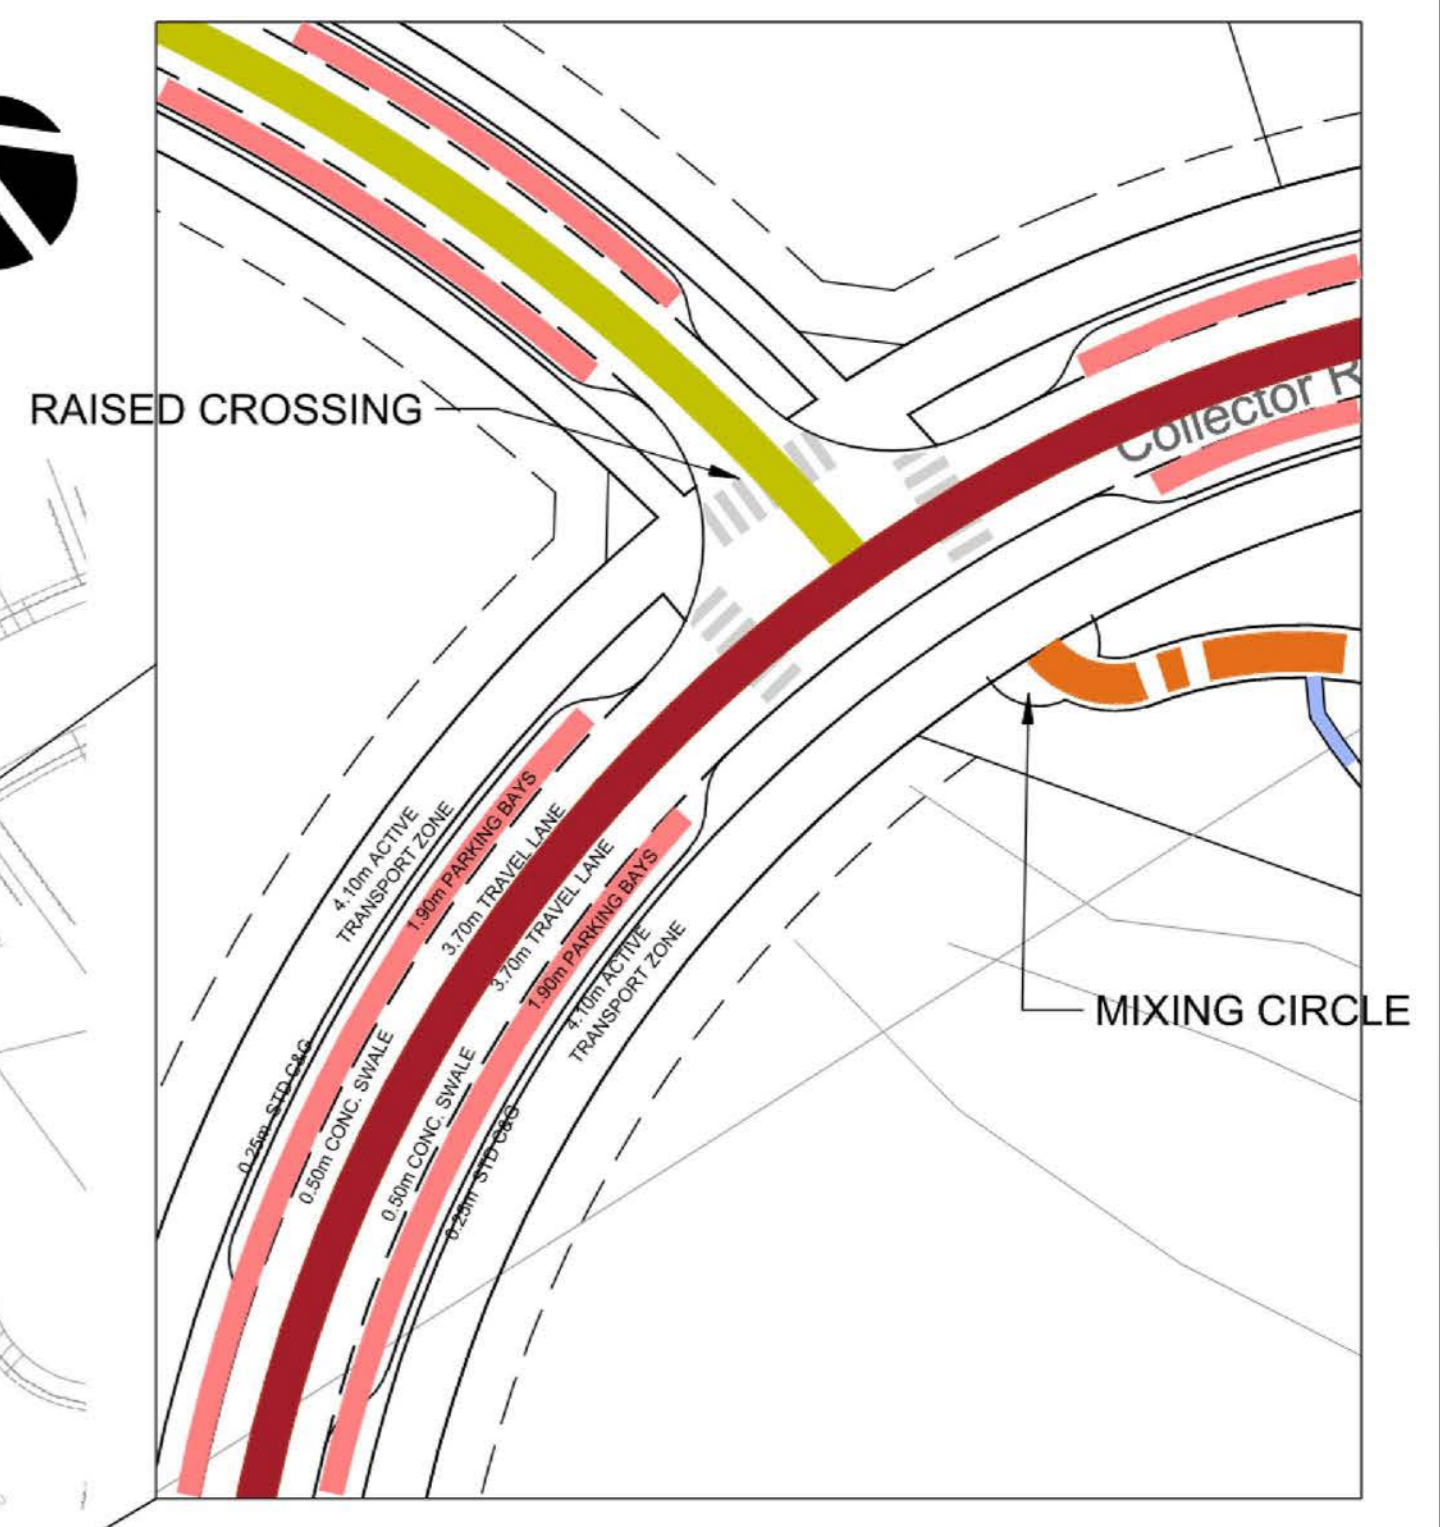 RAISED CROSSING
Collector R
4.10m ACTIVE
TRANSPORT ZONE
1.90m PARKING BAYS
3.70m TRAVEL LANE
3.70m TRAVEL LANE
1.90m PARKING BAYS
4.10m ACTIVE
TRANSPORT ZONE
MIXING CIRCLE
0.25m STD C&G
0.50m CONC. SWALE
0.50m CONC. SWALE
0.25m STD C&G